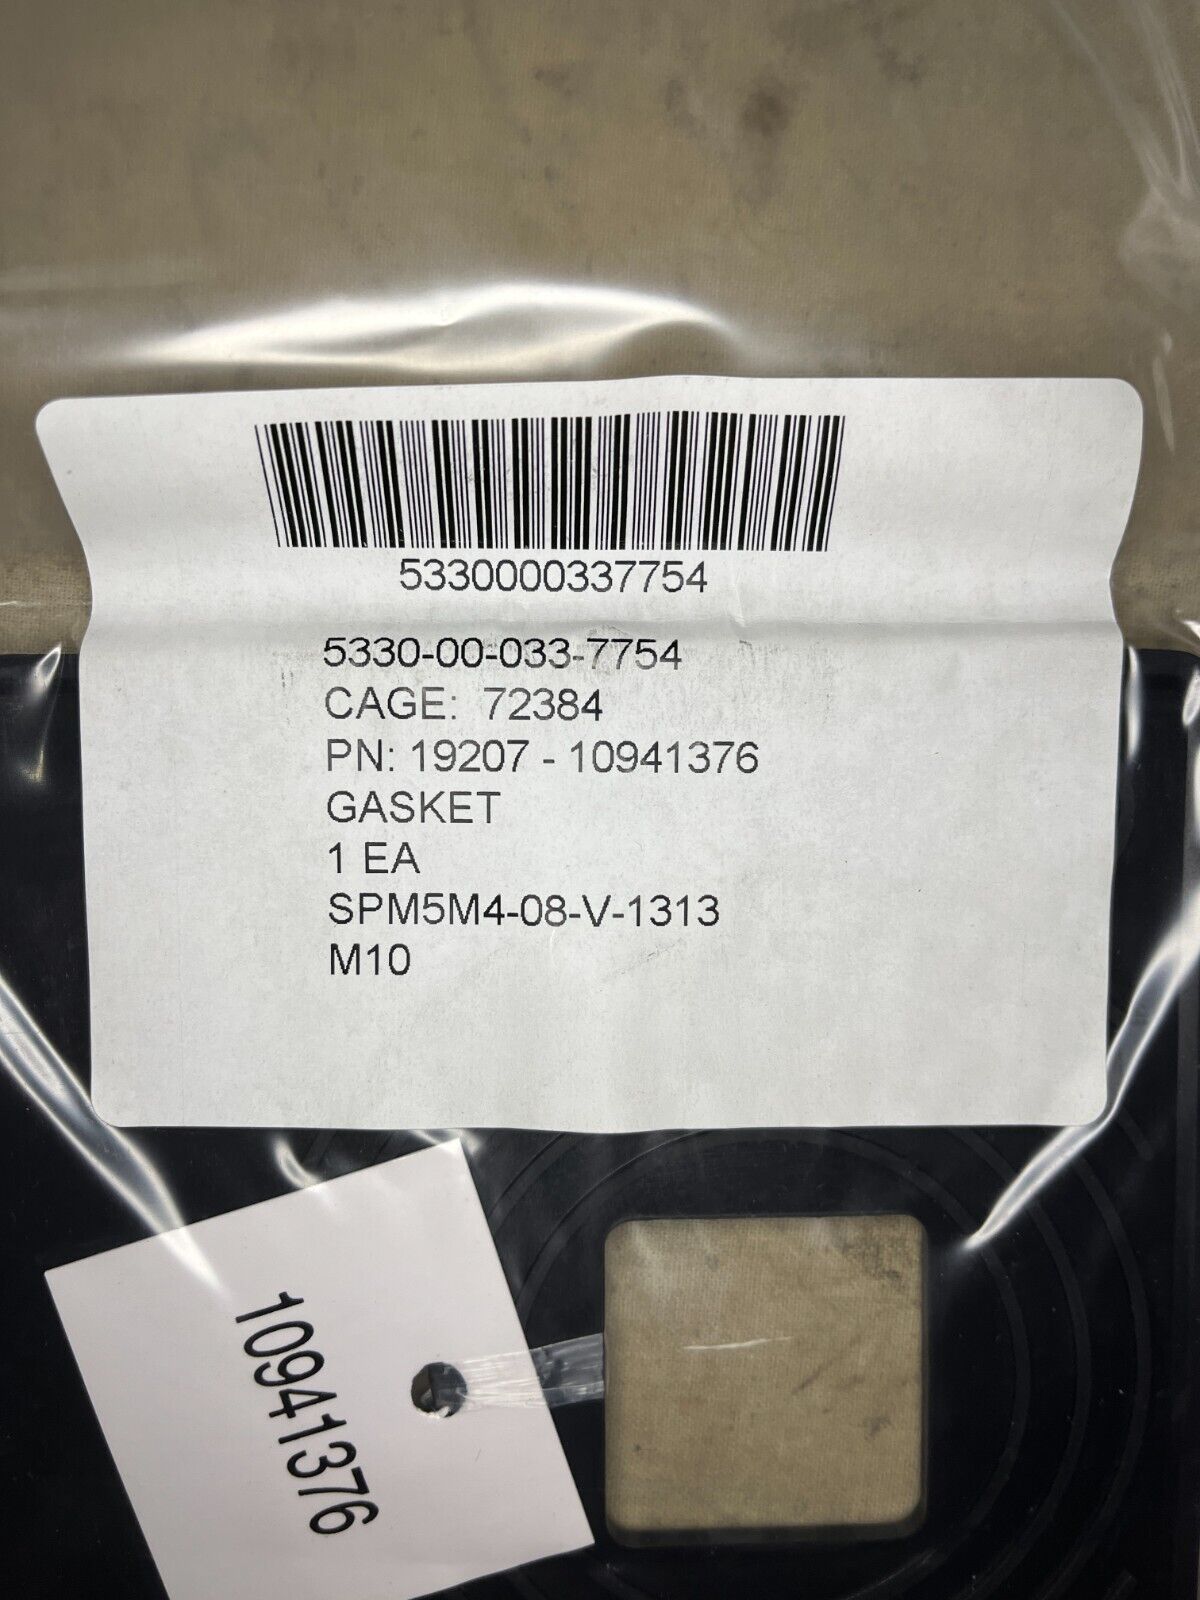 5330000337754
5330-00-033-7754
CAGE: 72384
PN: 19207 - 10941376
GASKET
1 EA
SPM5M4-08-V-1313
M10
10941376